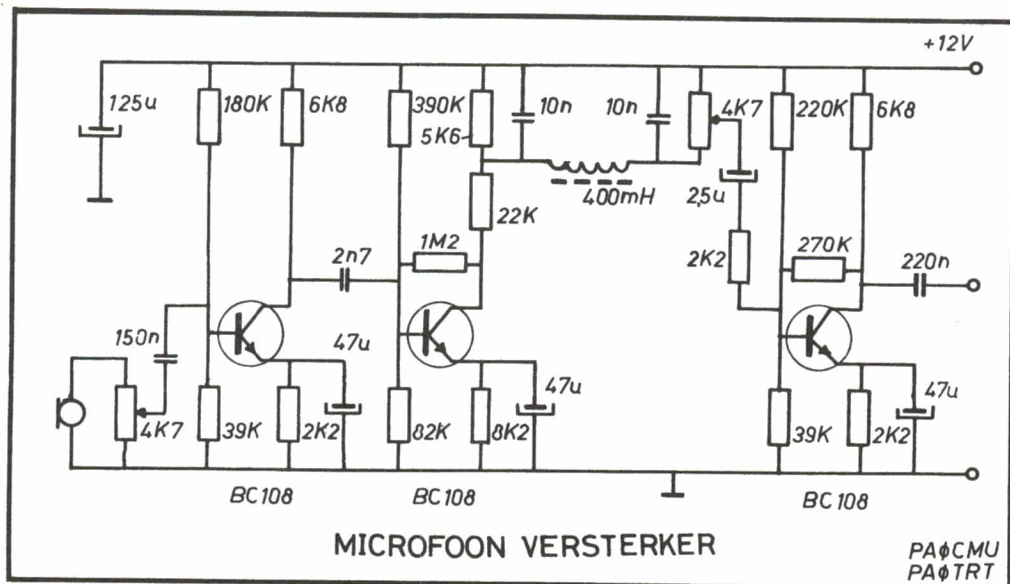 +12V
125u
180K
6K8
390K
5K6
10n
10n
4K7
220K
6K8
400mH
2,5u
22K
2n7
1M2
2K2
270K
220n
150n
47u
47u
47u
4K7
39K
2K2
82K
8K2
39K
2K2
BC108
BC108
BC108
MICROFOON VERSTERKER
PAϕCMU
PAϕTRT